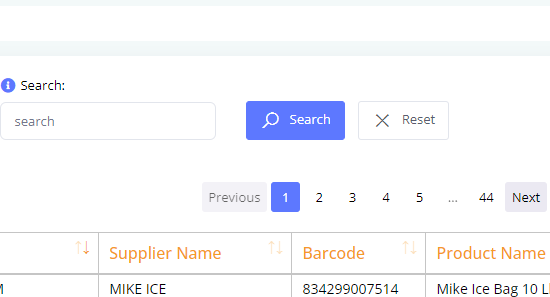 Search:
search
Search
Reset
Previous 1 2 3 4 5 ... 44 Next
Supplier Name Barcode Product Name
MIKE ICE 834299007514 Mike Ice Bag 10 L